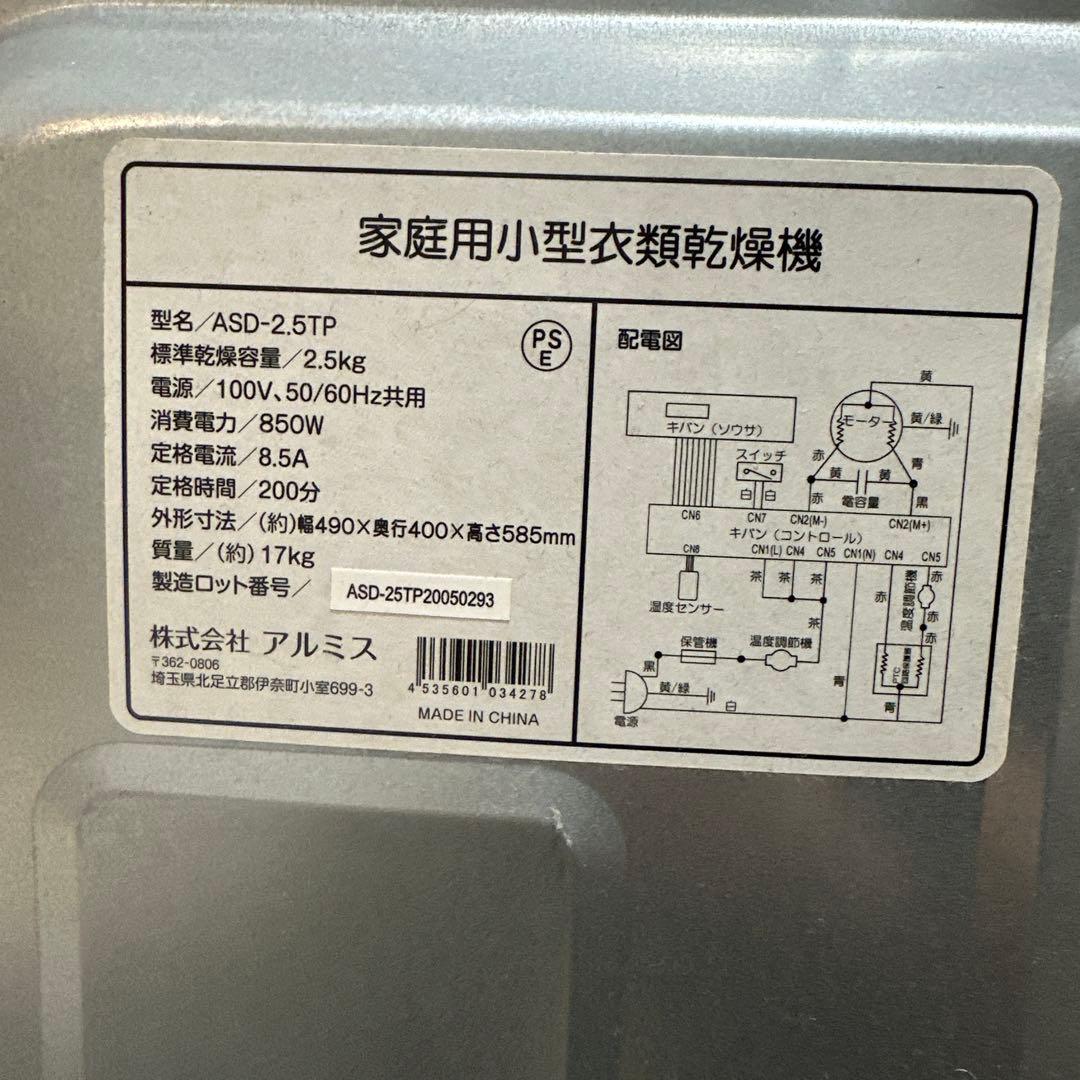 家庭用小型衣類乾燥機
型名／ASD-2.5TP
標準乾燥容量／2.5kg
電源／100V、50/60Hz共用
消費電力／850W
定格電流／8.5A
定格時間／200分
外形寸法／(約)幅490×奥行400×高さ585mm
質量／(約)17kg
製造ロット番号／ ASD-25TP20050293
株式会社 アルミス
〒362-0806
埼玉県北足立郡伊奈町小室699-3
4 535601 034278
MADE IN CHINA
PS
E
配電図
黄
キバン（ソウサ）
モーター
黄/緑
スイッチ
赤
黄
黄
青
白 白
赤
電容量
黒
CN6
CN7
CN2(M-)
CN2(M+)
キバン（コントロール）
CN8
CN1(L)
CN4
CN5
CN1(N)
CN4
CN5
茶
茶
茶
赤
赤
温度センサー
茶
赤
保管機
温度調節機
黒
青
PTC
黄/緑
白
青
電源